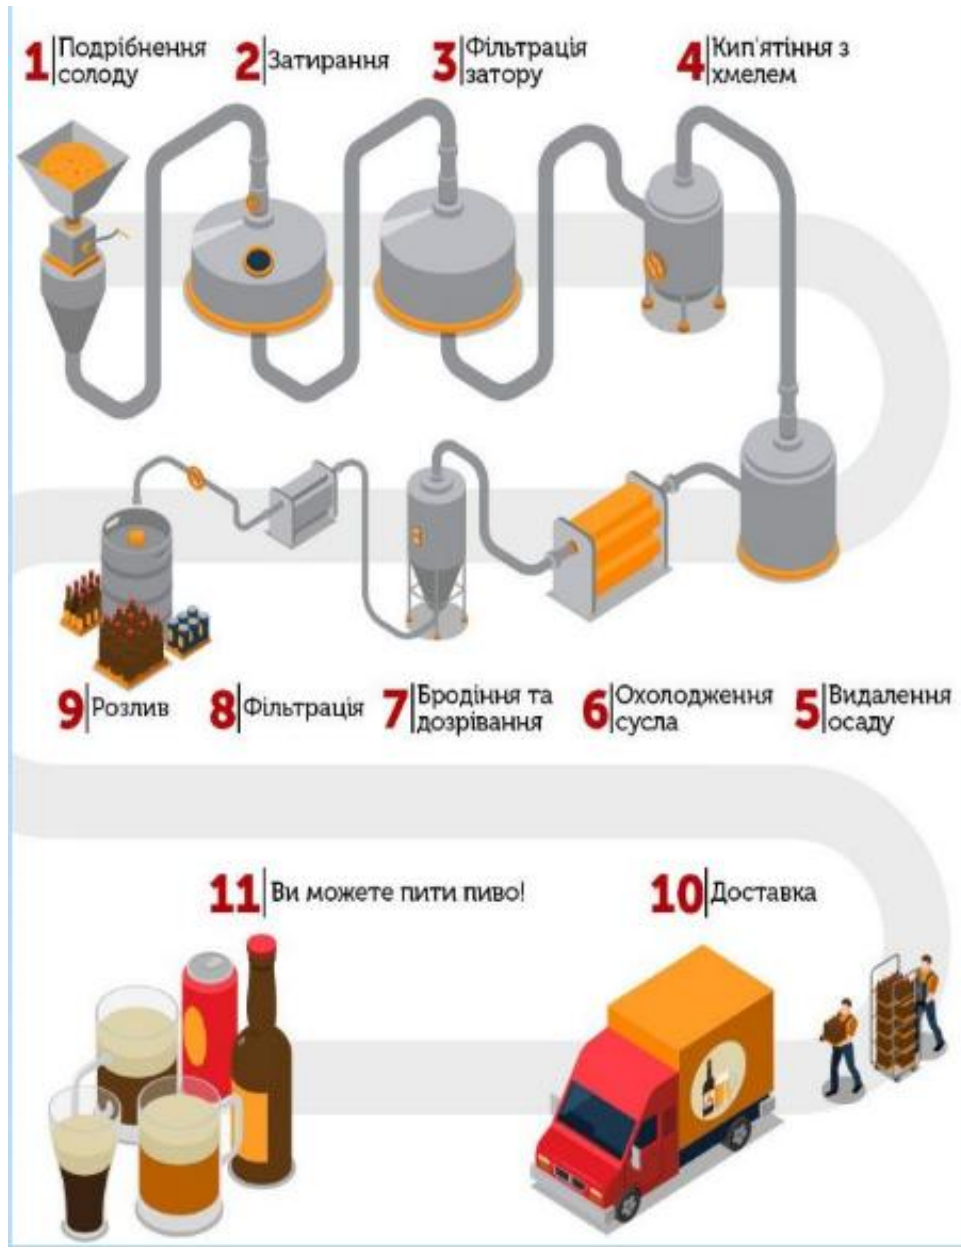 1 Подрібнення
солоду
2 Затирання
3 Фільтрація
затору
4 Кип'ятіння з
хмелем
9 Розлив
8 Фільтрація
7 Бродіння та
дозрівання
6 Охолодження
сусла
5 Видалення
осаду
11 Ви можете пити пиво!
10 Доставка